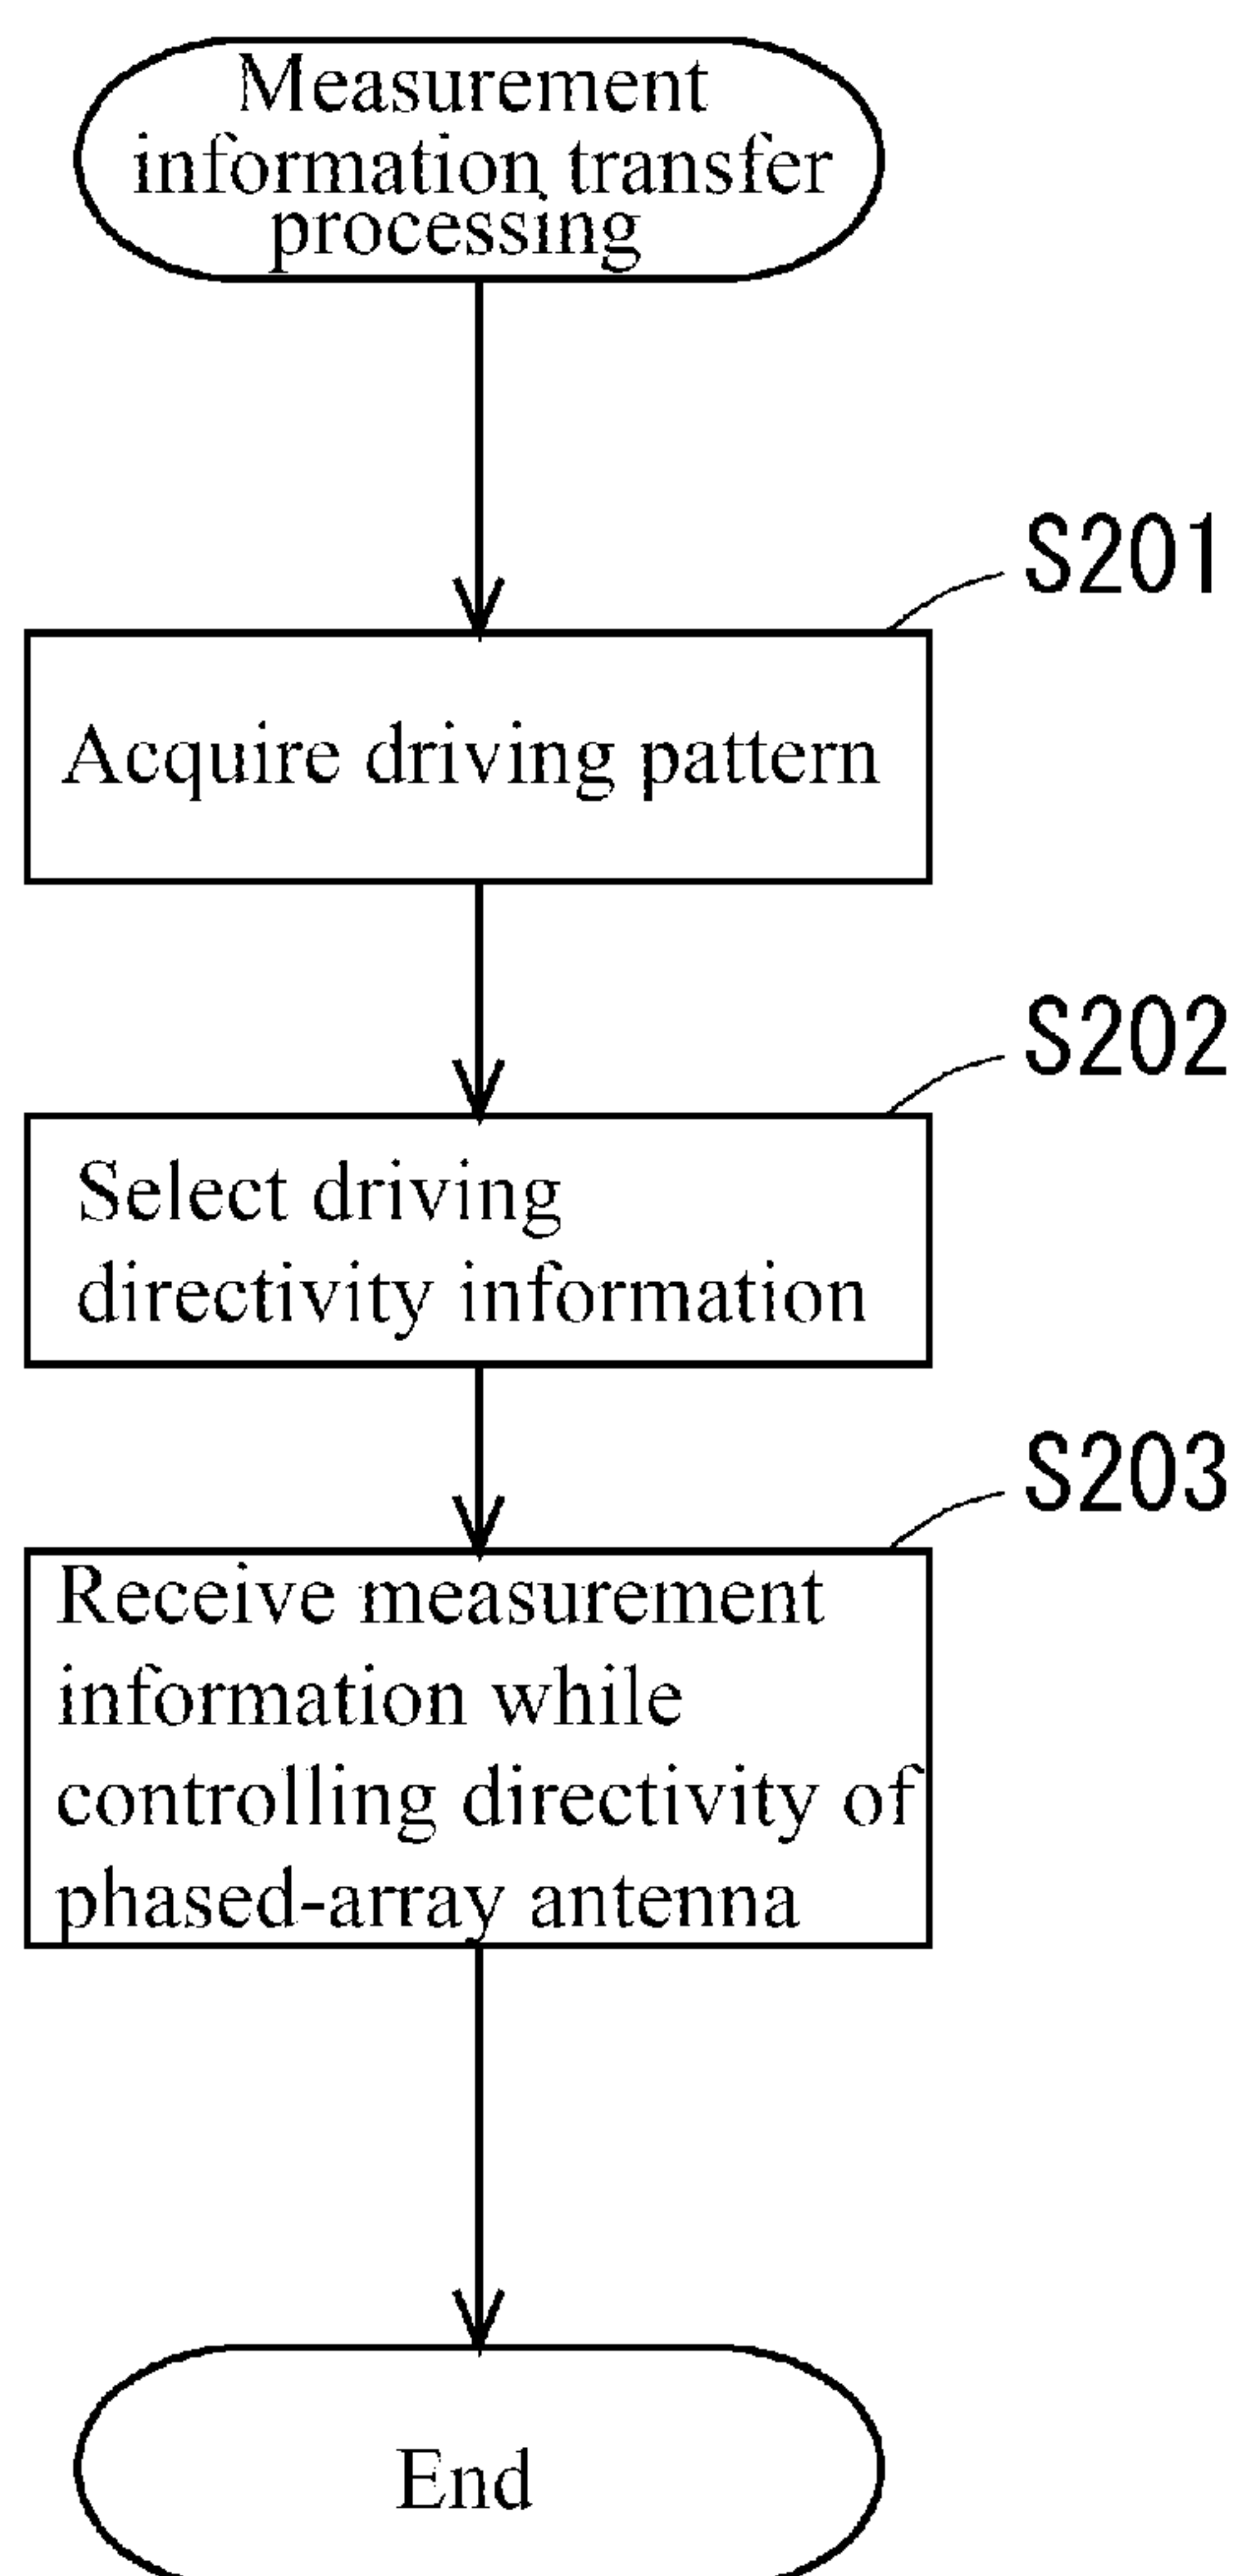 Measurement
information transfer
processing
S201
Acquire driving pattern
S202
Select driving
directivity information
S203
Receive measurement
information while
controlling directivity of
phased-array antenna
End